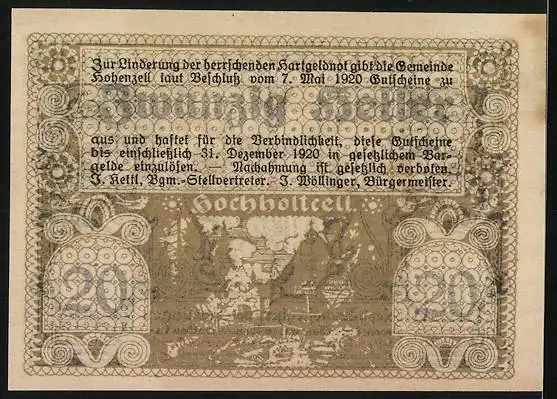 Zur Linderung der herrschenden Hartgeldnot gibt die Gemeinde
Hohenzell laut Beschluß vom 7. Mai 1920 Gutscheine zu
Zwanzig Heller
aus und haftet für die Verbindlichkeit, diese Gutscheine
bis einschließlich 31. Dezember 1920 in gesetzlichem Bar-
gelde einzulösen. — Nachahnung ist gesetzlich verboten.
J. Kettl, Bgm.-Stellvertreter. J. Wöllinger, Bürgermeister.
Hochholtcell
20 20